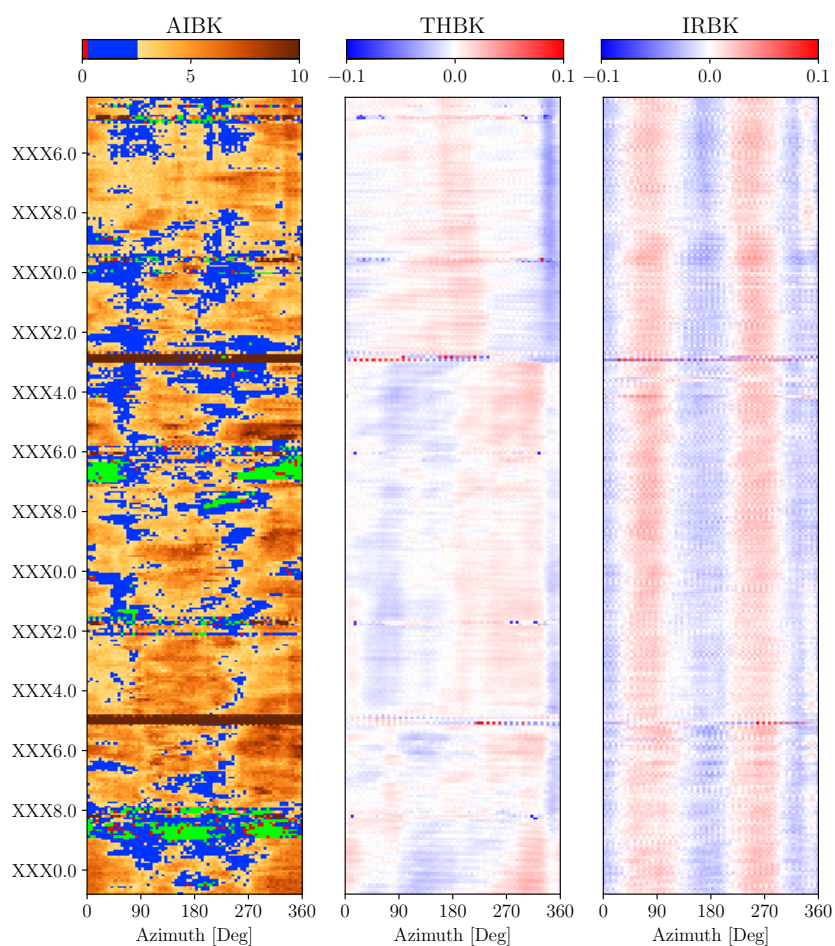 AIBK THBK IRBK
0 5 10 −0.1 0.0 0.1 −0.1 0.0 0.1
XXX6.0
XXX8.0
XXX0.0
XXX2.0
XXX4.0
XXX6.0
XXX8.0
XXX0.0
XXX2.0
XXX4.0
XXX6.0
XXX8.0
XXX0.0
0 90 180 270 360 0 90 180 270 360 0 90 180 270 360
Azimuth [Deg] Azimuth [Deg] Azimuth [Deg]